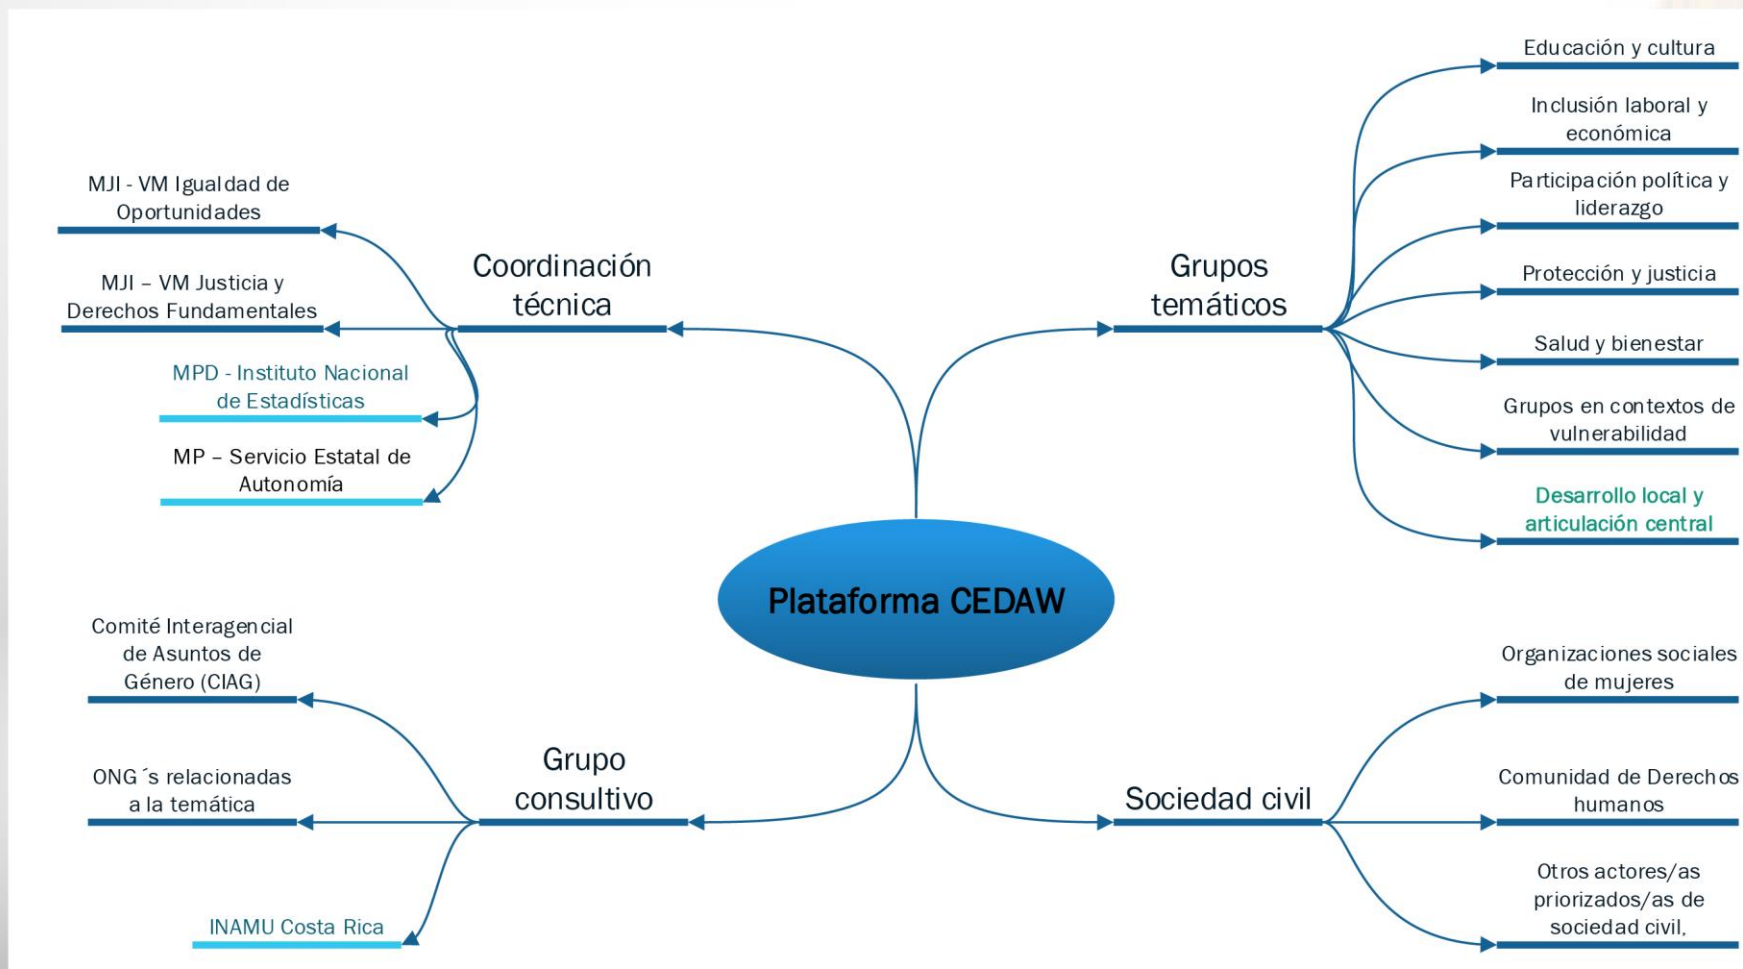 MJI - VM Igualdad de
Oportunidades
MJI – VM Justicia y
Derechos Fundamentales
MPD - Instituto Nacional
de Estadísticas
MP – Servicio Estatal de
Autonomía
Coordinación
técnica
Grupos
temáticos
Educación y cultura
Inclusión laboral y
económica
Participación política y
liderazgo
Protección y justicia
Salud y bienestar
Grupos en contextos de
vulnerabilidad
Desarrollo local y
articulación central
Plataforma CEDAW
Comité Interagencial
de Asuntos de
Género (CIAG)
ONG ´s relacionadas
a la temática
INAMU Costa Rica
Grupo
consultivo
Sociedad civil
Organizaciones sociales
de mujeres
Comunidad de Derechos
humanos
Otros actores/as
priorizados/as de
sociedad civil,